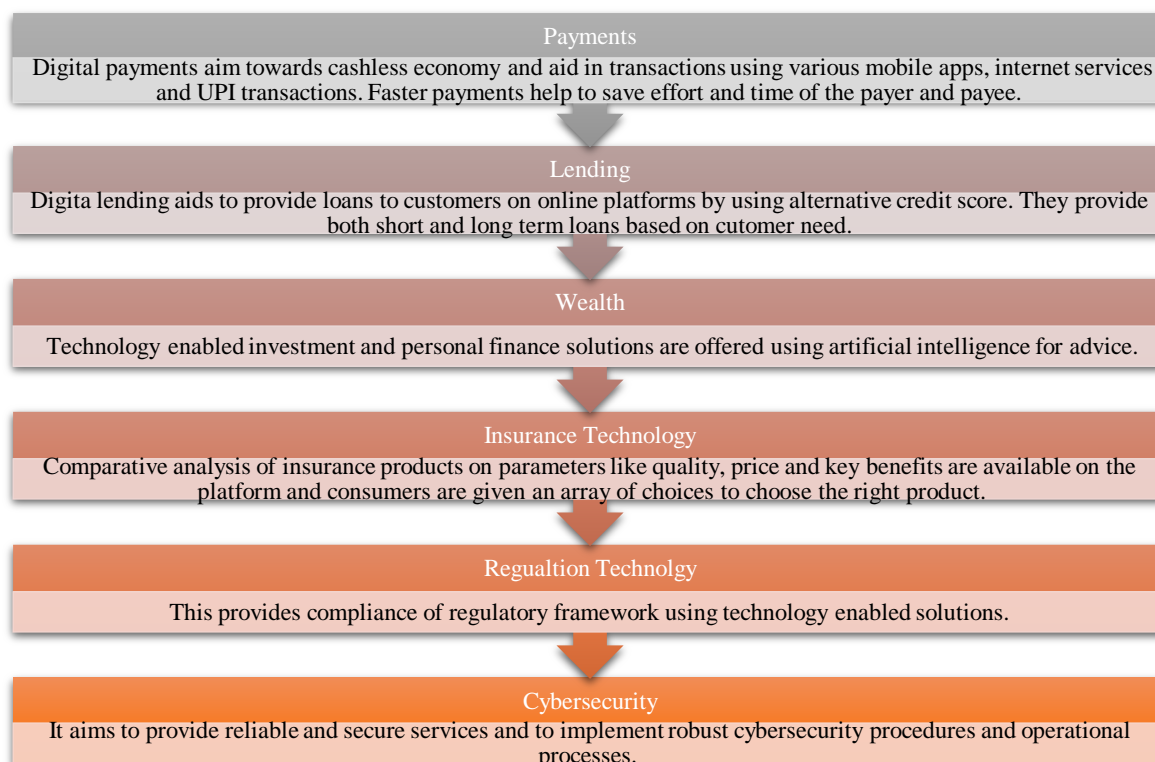 Payments
Digital payments aim towards cashless economy and aid in transactions using various mobile apps, internet services
and UPI transactions. Faster payments help to save effort and time of the payer and payee.
Lending
Digita lending aids to provide loans to customers on online platforms by using alternative credit score. They provide
both short and long term loans based on cutomer need.
Wealth
Technology enabled investment and personal finance solutions are offered using artificial intelligence for advice.
Insurance Technology
Comparative analysis of insurance products on parameters like quality, price and key benefits are available on the
platform and consumers are given an array of choices to choose the right product.
Regualtion Technolgy
This provides compliance of regulatory framework using technology enabled solutions.
Cybersecurity
It aims to provide reliable and secure services and to implement robust cybersecurity procedures and operational
processes.